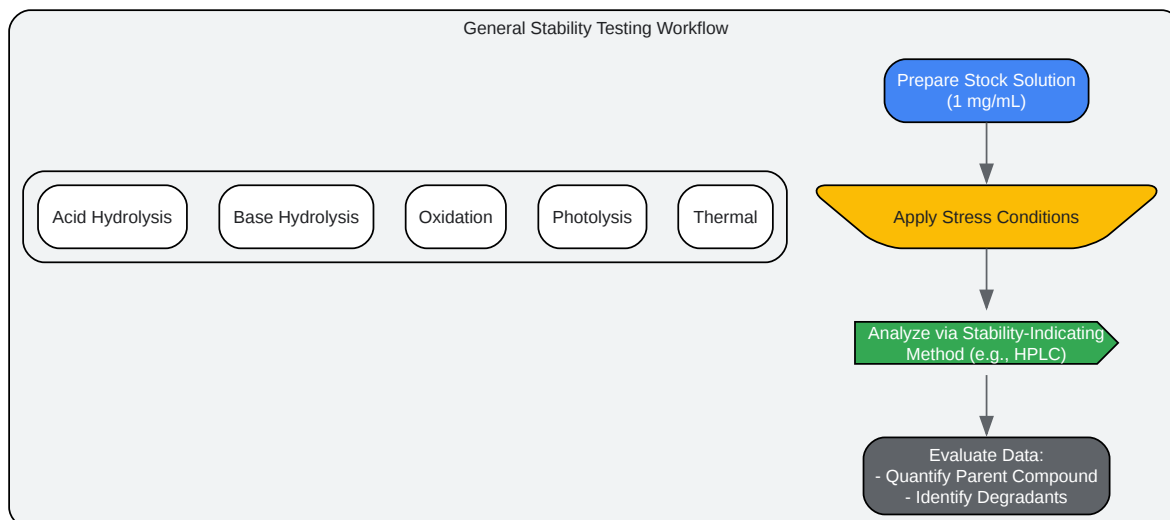 General Stability Testing Workflow
Prepare Stock Solution
(1 mg/mL)
Acid Hydrolysis
Base Hydrolysis
Oxidation
Photolysis
Thermal
Apply Stress Conditions
Analyze via Stability-Indicating
Method (e.g., HPLC)
Evaluate Data:
- Quantify Parent Compound
- Identify Degradants